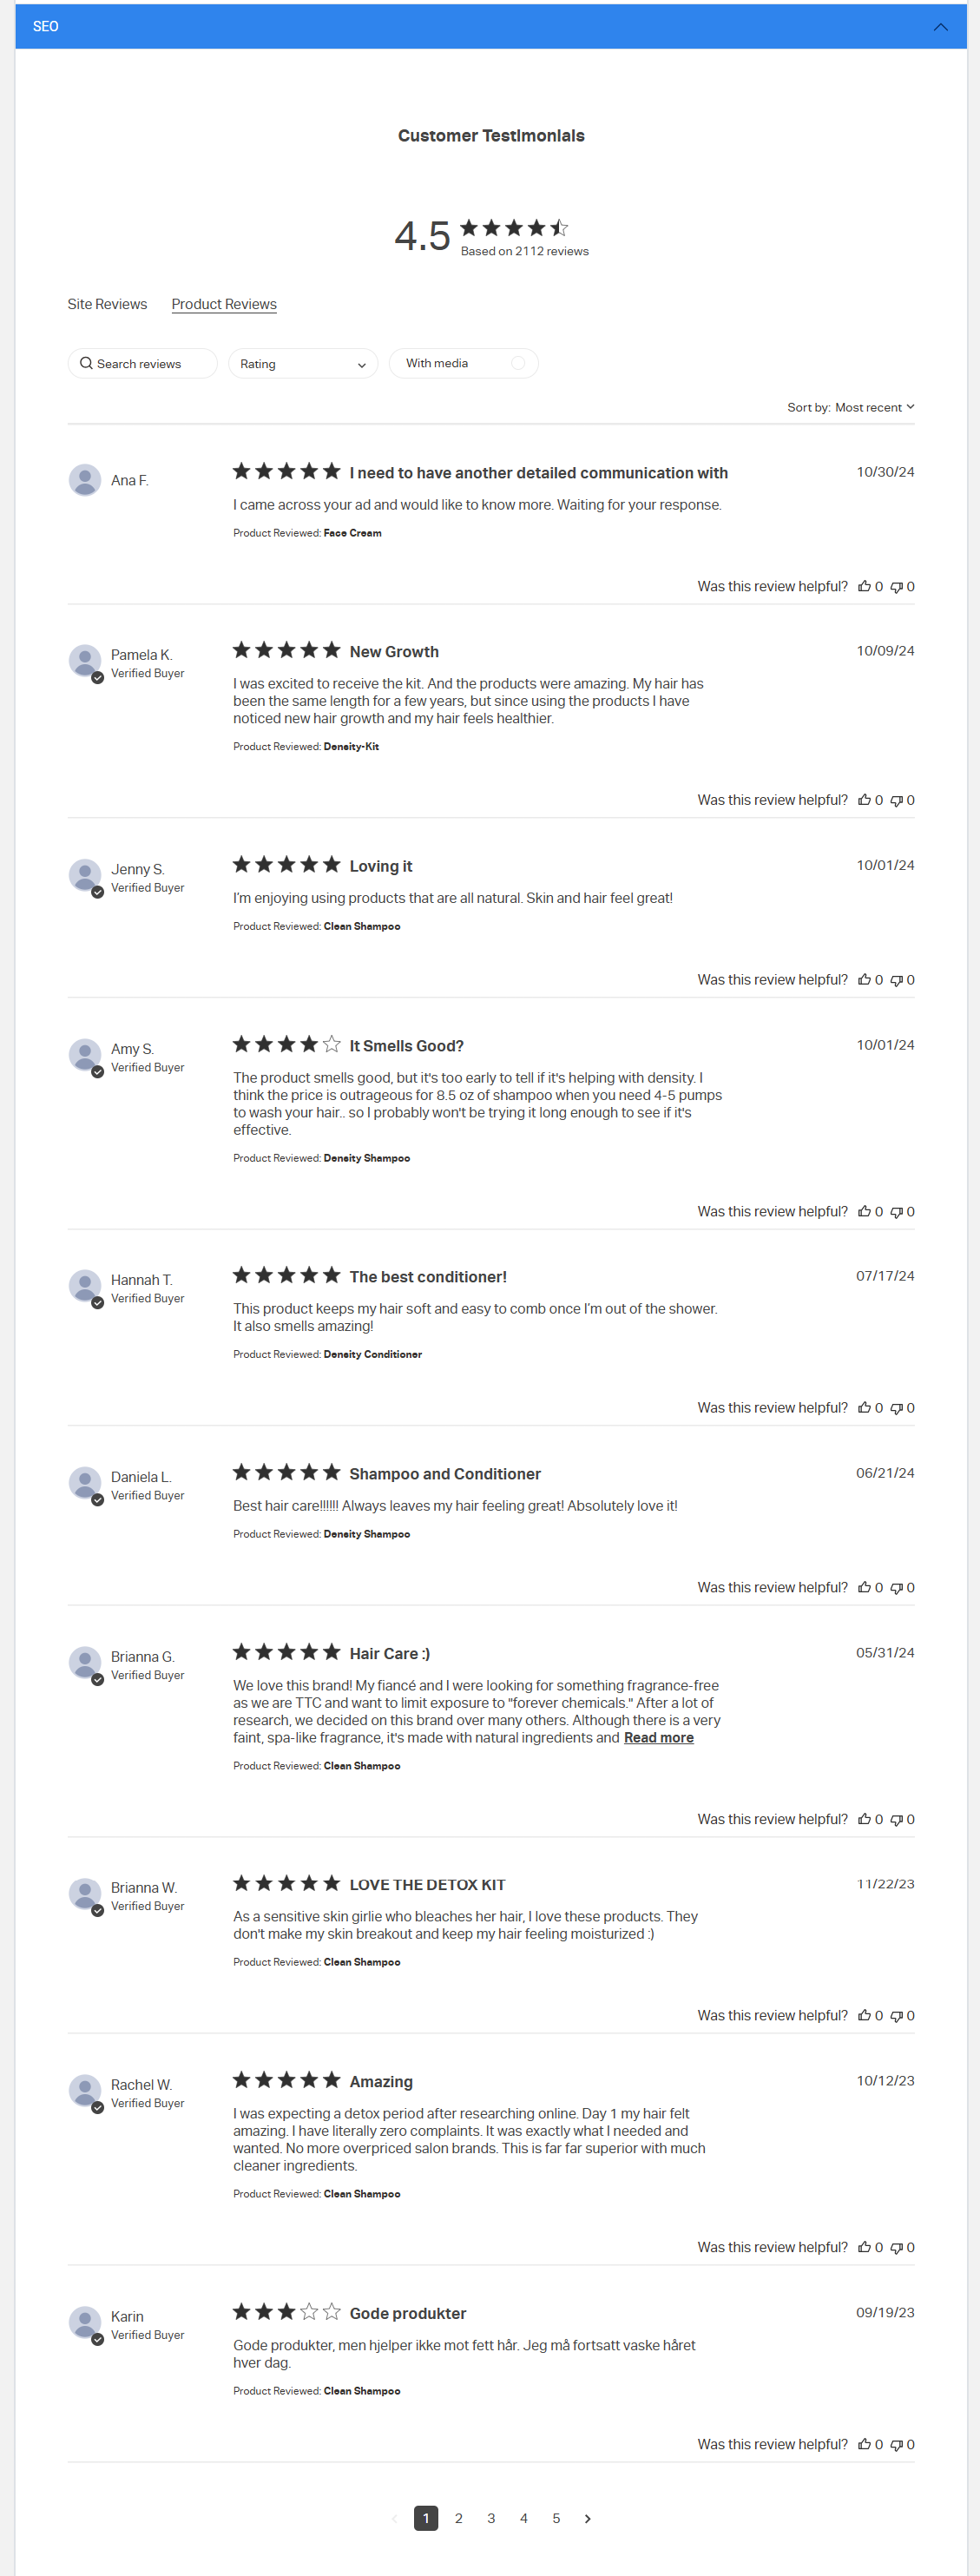 SEO
Customer Testimonials
4.5
Based on 2112 reviews
Site Reviews Product Reviews
Search reviews Rating With media
Sort by: Most recent
Ana F.
I need to have another detailed communication with
10/30/24
I came across your ad and would like to know more. Waiting for your response.
Product Reviewed: Face Cream
Was this review helpful? 0 0
Pamela K.
Verified Buyer
New Growth
10/09/24
I was excited to receive the kit. And the products were amazing. My hair has
been the same length for a few years, but since using the products I have
noticed new hair growth and my hair feels healthier.
Product Reviewed: Density-Kit
Was this review helpful? 0 0
Jenny S.
Verified Buyer
Loving it
10/01/24
I’m enjoying using products that are all natural. Skin and hair feel great!
Product Reviewed: Clean Shampoo
Was this review helpful? 0 0
Amy S.
Verified Buyer
It Smells Good?
10/01/24
The product smells good, but it's too early to tell if it's helping with density. I
think the price is outrageous for 8.5 oz of shampoo when you need 4-5 pumps
to wash your hair.. so I probably won't be trying it long enough to see if it's
effective.
Product Reviewed: Density Shampoo
Was this review helpful? 0 0
Hannah T.
Verified Buyer
The best conditioner!
07/17/24
This product keeps my hair soft and easy to comb once I’m out of the shower.
It also smells amazing!
Product Reviewed: Density Conditioner
Was this review helpful? 0 0
Daniela L.
Verified Buyer
Shampoo and Conditioner
06/21/24
Best hair care!!!!!! Always leaves my hair feeling great! Absolutely love it!
Product Reviewed: Density Shampoo
Was this review helpful? 0 0
Brianna G.
Verified Buyer
Hair Care :)
05/31/24
We love this brand! My fiancé and I were looking for something fragrance-free
as we are TTC and want to limit exposure to "forever chemicals." After a lot of
research, we decided on this brand over many others. Although there is a very
faint, spa-like fragrance, it's made with natural ingredients and Read more
Product Reviewed: Clean Shampoo
Was this review helpful? 0 0
Brianna W.
Verified Buyer
LOVE THE DETOX KIT
11/22/23
As a sensitive skin girlie who bleaches her hair, I love these products. They
don't make my skin breakout and keep my hair feeling moisturized :)
Product Reviewed: Clean Shampoo
Was this review helpful? 0 0
Rachel W.
Verified Buyer
Amazing
10/12/23
I was expecting a detox period after researching online. Day 1 my hair felt
amazing. I have literally zero complaints. It was exactly what I needed and
wanted. No more overpriced salon brands. This is far far superior with much
cleaner ingredients.
Product Reviewed: Clean Shampoo
Was this review helpful? 0 0
Karin
Verified Buyer
Gode produkter
09/19/23
Gode produkter, men hjelper ikke mot fett hår. Jeg må fortsatt vaske håret
hver dag.
Product Reviewed: Clean Shampoo
Was this review helpful? 0 0
1 2 3 4 5